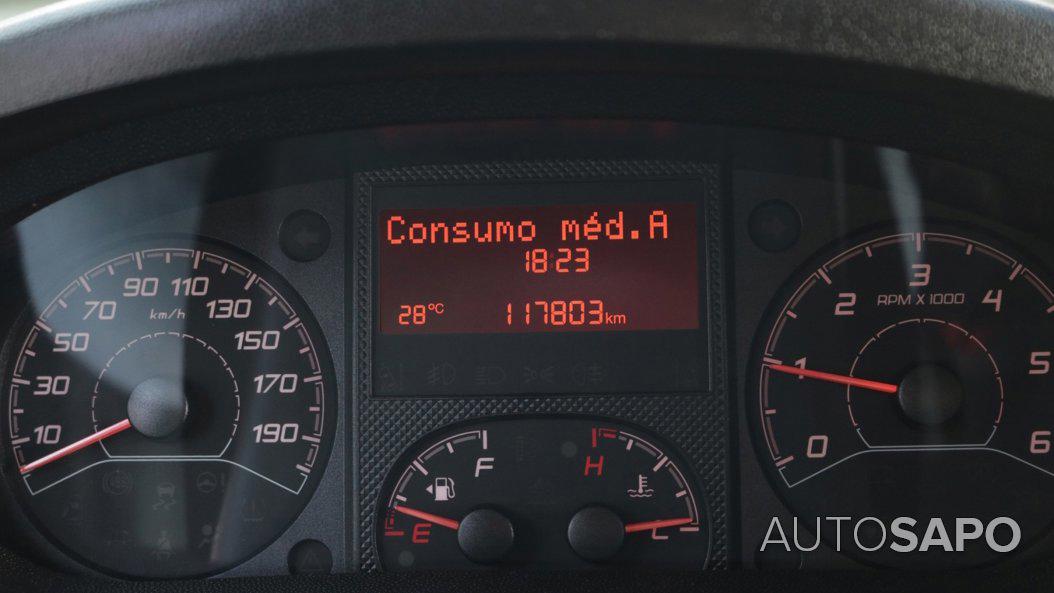 Consumo méd.A
18:23
28°C 117803km
10 30 50 70 90 110 130 150 170 190
km/h
0 1 2 3 4 5 6
RPM X 1000
E F
H C
AUTOSAPO